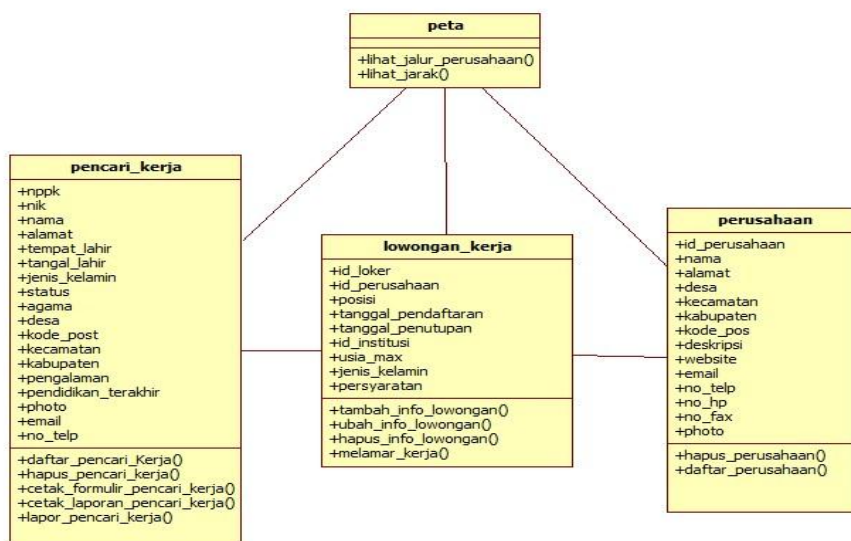 peta
+lihat_jalur_perusahaan()
+lihat_jarak()
pencari_kerja
+nppk
+nik
+nama
+alamat
+tempat_lahir
+tangal_lahir
+jenis_kelamin
+status
+agama
+desa
+kode_post
+kecamatan
+kabupaten
+pengalaman
+pendidikan_terakhir
+photo
+email
+no_telp
+daftar_pencari_Kerja()
+hapus_pencari_kerja()
+cetak_formulir_pencari_kerja()
+cetak_laporan_pencari_kerja()
+lapor_pencari_kerja()
lowongan_kerja
+id_loker
+id_perusahaan
+posisi
+tanggal_pendaftaran
+tanggal_penutupan
+id_institusi
+usia_max
+jenis_kelamin
+persyaratan
+tambah_info_lowongan()
+ubah_info_lowongan()
+hapus_info_lowongan()
+melamar_kerja()
perusahaan
+id_perusahaan
+nama
+alamat
+desa
+kecamatan
+kabupaten
+kode_pos
+deskripsi
+website
+email
+no_telp
+no_hp
+no_fax
+photo
+hapus_perusahaan()
+daftar_perusahaan()